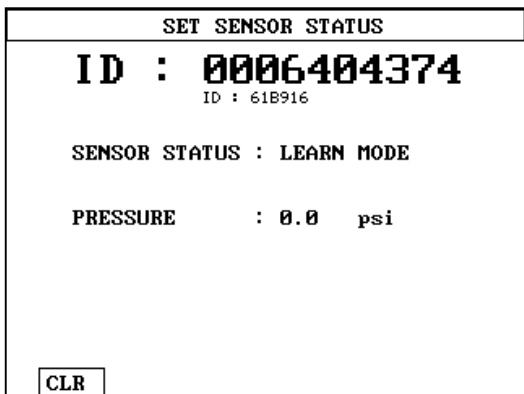 SET SENSOR STATUS
ID : 0006404374
ID : 61B916
SENSOR STATUS : LEARN MODE
PRESSURE : 0.0 psi
CLR